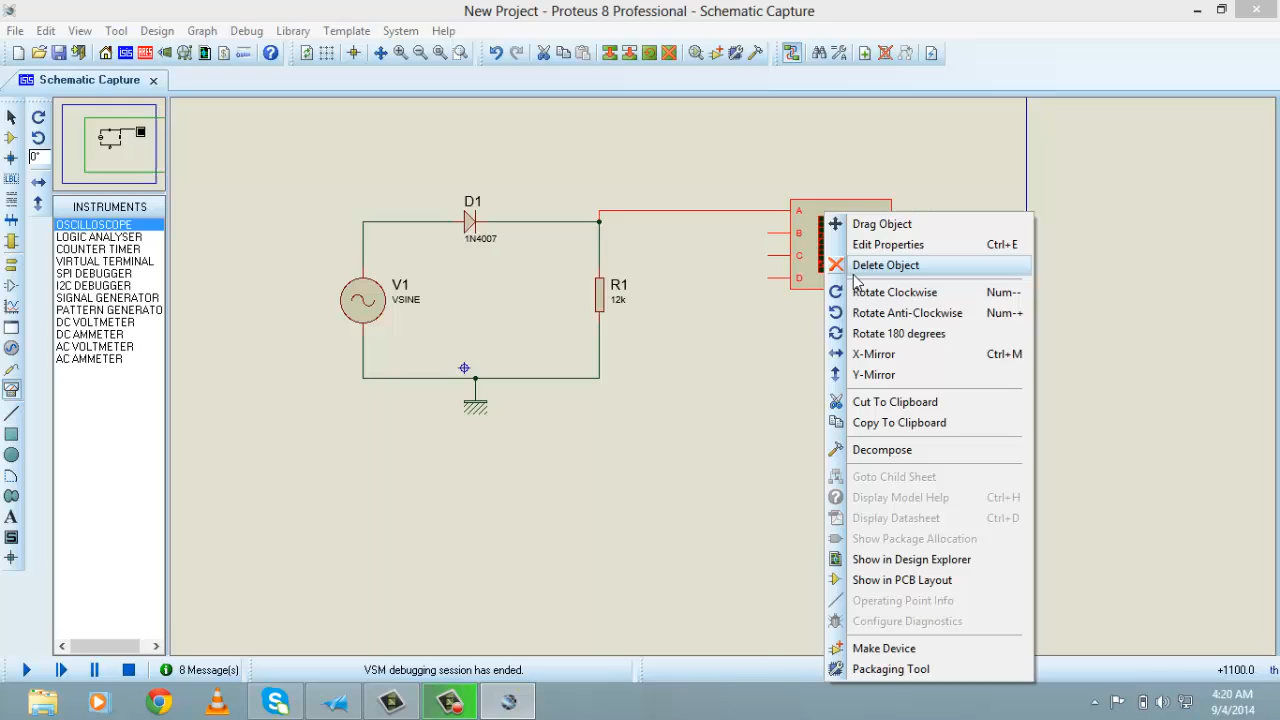 New Project - Proteus 8 Professional - Schematic Capture
File Edit View Tool Design Graph Debug Library Template System Help
Schematic Capture
0°
LBL
INSTRUMENTS
OSCILLOSCOPE
LOGIC ANALYSER
COUNTER TIMER
VIRTUAL TERMINAL
SPI DEBUGGER
I2C DEBUGGER
SIGNAL GENERATOR
PATTERN GENERATO
DC VOLTMETER
DC AMMETER
AC VOLTMETER
AC AMMETER
D1
1N4007
V1
VSINE
R1
12k
A
B
C
D
Drag Object
Edit Properties Ctrl+E
Delete Object
Rotate Clockwise Num--
Rotate Anti-Clockwise Num-+
Rotate 180 degrees
X-Mirror Ctrl+M
Y-Mirror
Cut To Clipboard
Copy To Clipboard
Decompose
Goto Child Sheet
Display Model Help Ctrl+H
Display Datasheet Ctrl+D
Show Package Allocation
Show in Design Explorer
Show in PCB Layout
Operating Point Info
Configure Diagnostics
Make Device
Packaging Tool
8 Message(s) VSM debugging session has ended. +1100.0 th
4:20 AM
9/4/2014